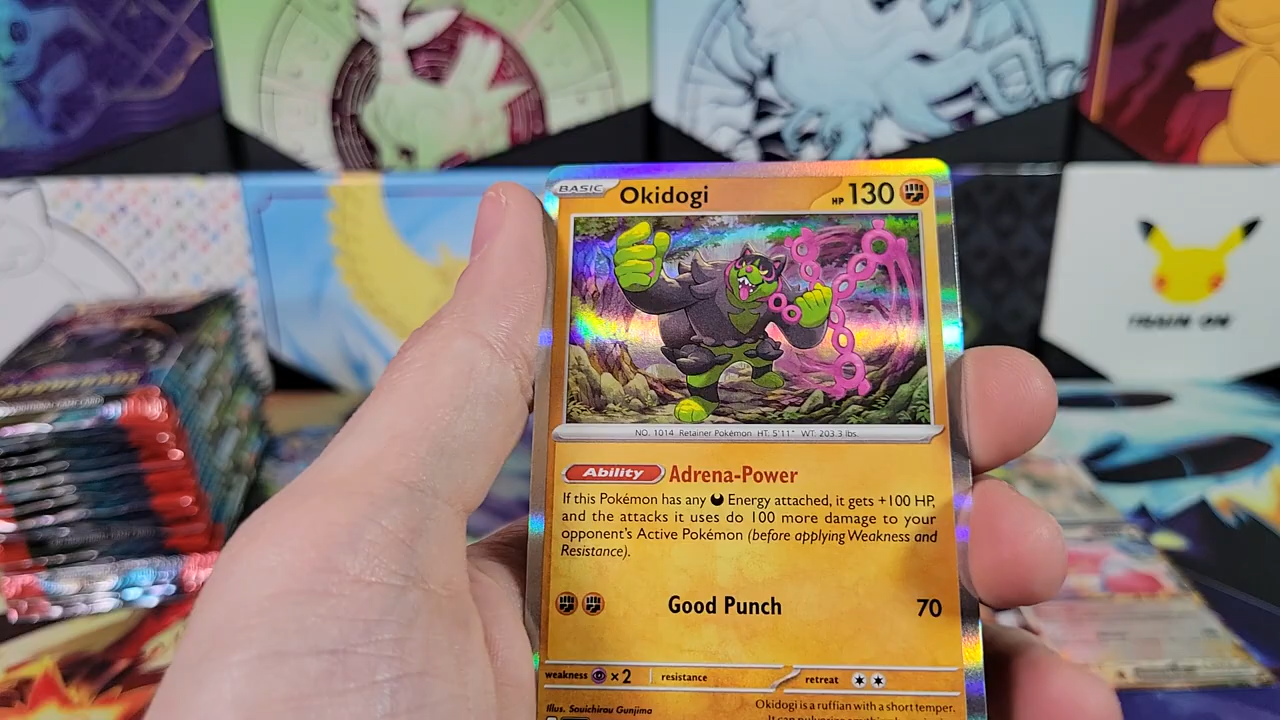 BASIC Okidogi HP 130
NO. 1014 Retainer Pokémon HT: 5'11" WT: 203.3 lbs.
Ability Adrena-Power
If this Pokémon has any Energy attached, it gets +100 HP,
and the attacks it uses do 100 more damage to your
opponent's Active Pokémon (before applying Weakness and
Resistance).
Good Punch 70
weakness ×2 resistance retreat
Illus. Souichirou Gunjima
Okidogi is a ruffian with a short temper.
TRAIN ON